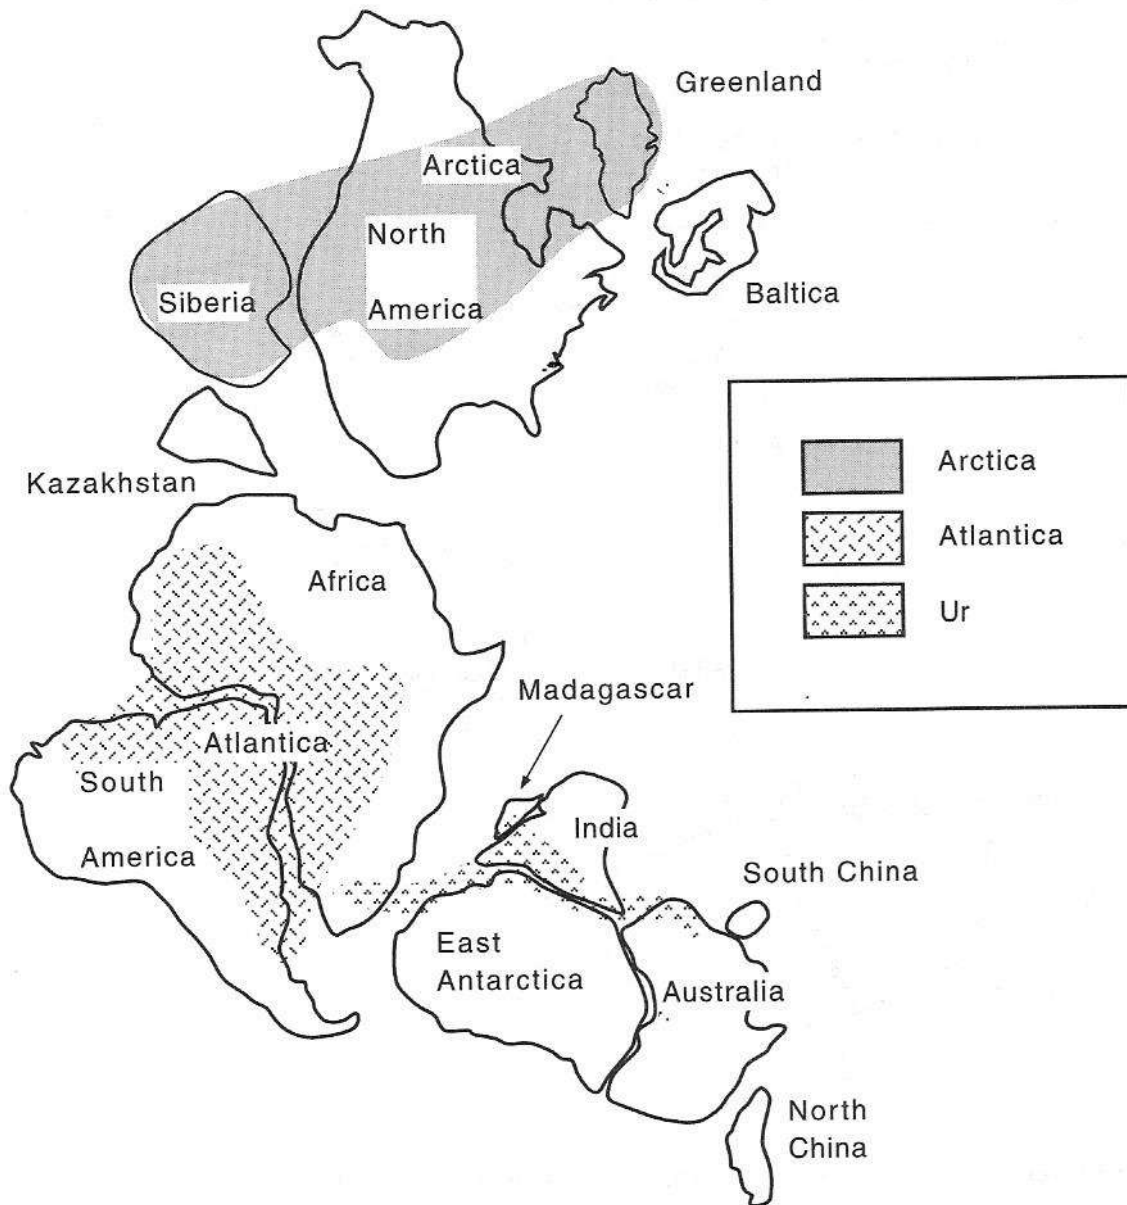 Greenland
Arctica
North
America
Siberia
Baltica
Kazakhstan
Arctica
Atlantica
Ur
Africa
Madagascar
Atlantica
South
America
India
South China
East
Antarctica
Australia
North
China